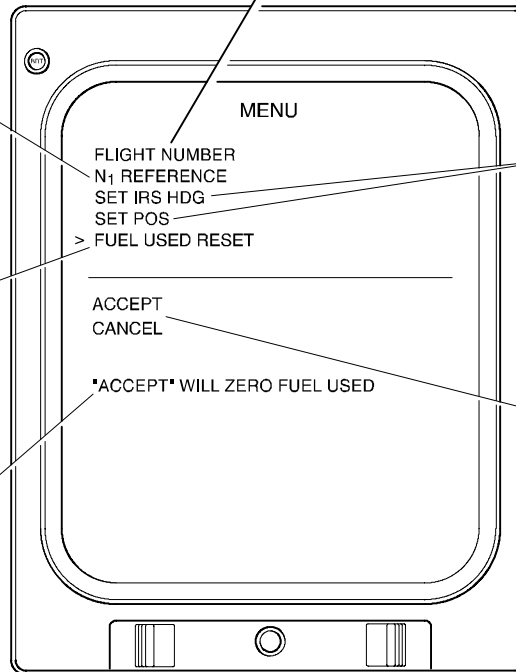 MENU
FLIGHT NUMBER
N₁ REFERENCE
SET IRS HDG
SET POS
> FUEL USED RESET
ACCEPT
CANCEL
"ACCEPT" WILL ZERO FUEL USED